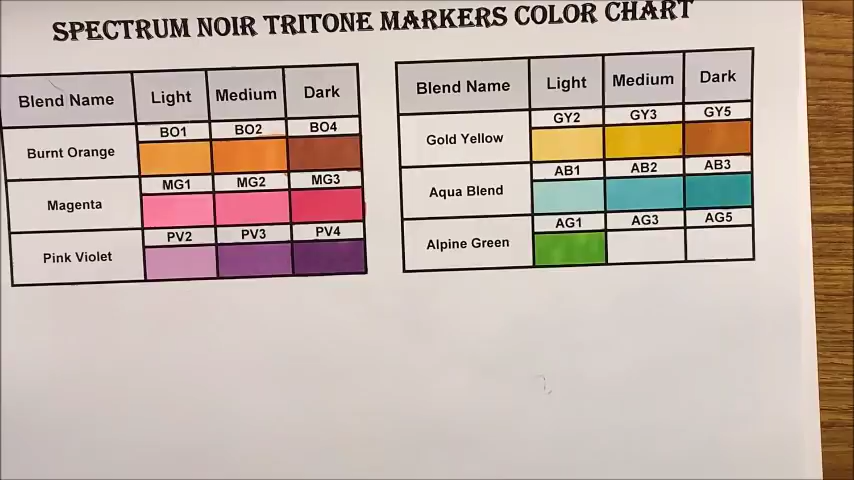 SPECTRUM NOIR TRITONE MARKERS COLOR CHART
Blend Name Light Medium Dark
BO1 BO2 BO4
Burnt Orange
MG1 MG2 MG3
Magenta
PV2 PV3 PV4
Pink Violet
Blend Name Light Medium Dark
GY2 GY3 GY5
Gold Yellow
AB1 AB2 AB3
Aqua Blend
AG1 AG3 AG5
Alpine Green